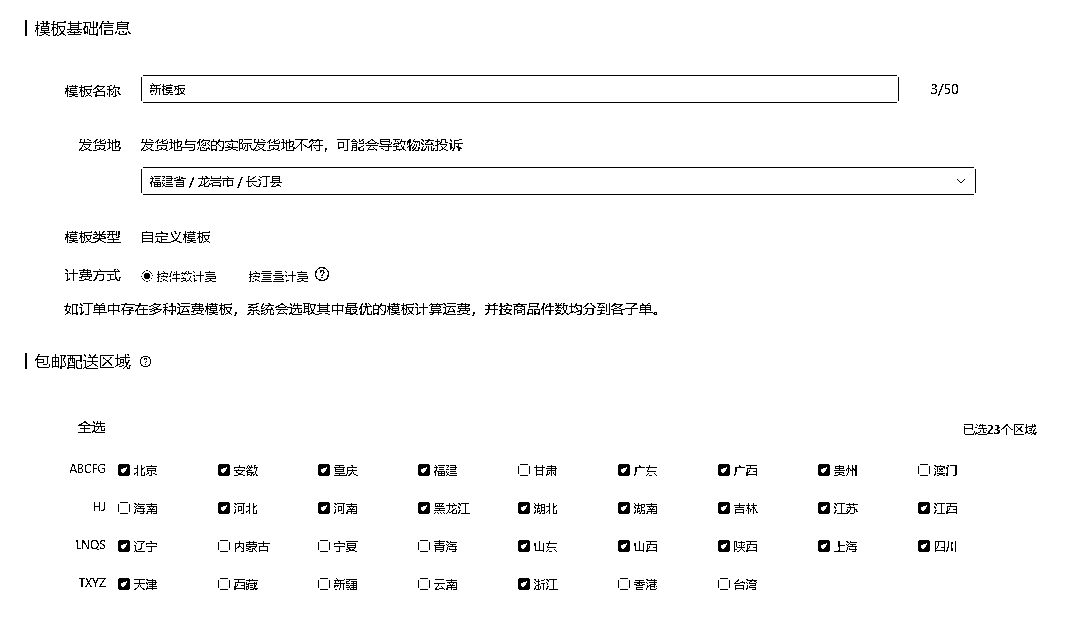 模板基础信息
模板名称 新模板 3/50
发货地 发货地与您的实际发货地不符，可能会导致物流投诉
福建省 / 龙岩市 / 长汀县
模板类型 自定义模板
计费方式 按件数计费 按重量计费 ?
如订单中存在多种运费模板，系统会选取其中最优的模板计算运费，并按商品件数均分到各子单。
包邮配送区域 ?
全选 已选23个区域
ABCFG 北京 安徽 重庆 福建 甘肃 广东 广西 贵州 澳门
HJ 海南 河北 河南 黑龙江 湖北 湖南 吉林 江苏 江西
LNQS 辽宁 内蒙古 宁夏 青海 山东 山西 陕西 上海 四川
TXYZ 天津 西藏 新疆 云南 浙江 香港 台湾